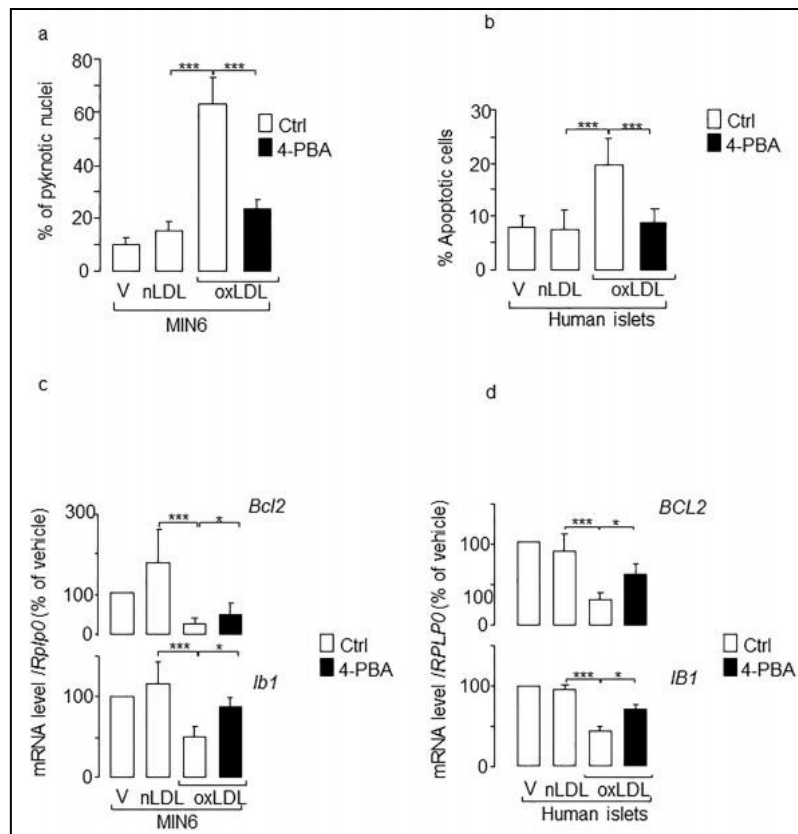 a
80
60
40
20
0
% of pyknotic nuclei
*** ***
Ctrl
4-PBA
V nLDL oxLDL
MIN6
b
30
20
10
0
% Apoptotic cells
*** ***
Ctrl
4-PBA
V nLDL oxLDL
Human islets
c
mRNA level /Rplp0 (% of vehicle)
300
100
0
*** *
Bcl2
100
0
*** *
Ib1
Ctrl
4-PBA
V nLDL oxLDL
MIN6
d
mRNA level /RPLP0 (% of vehicle)
100
100
0
*** *
BCL2
100
0
*** *
IB1
Ctrl
4-PBA
V nLDL oxLDL
Human islets